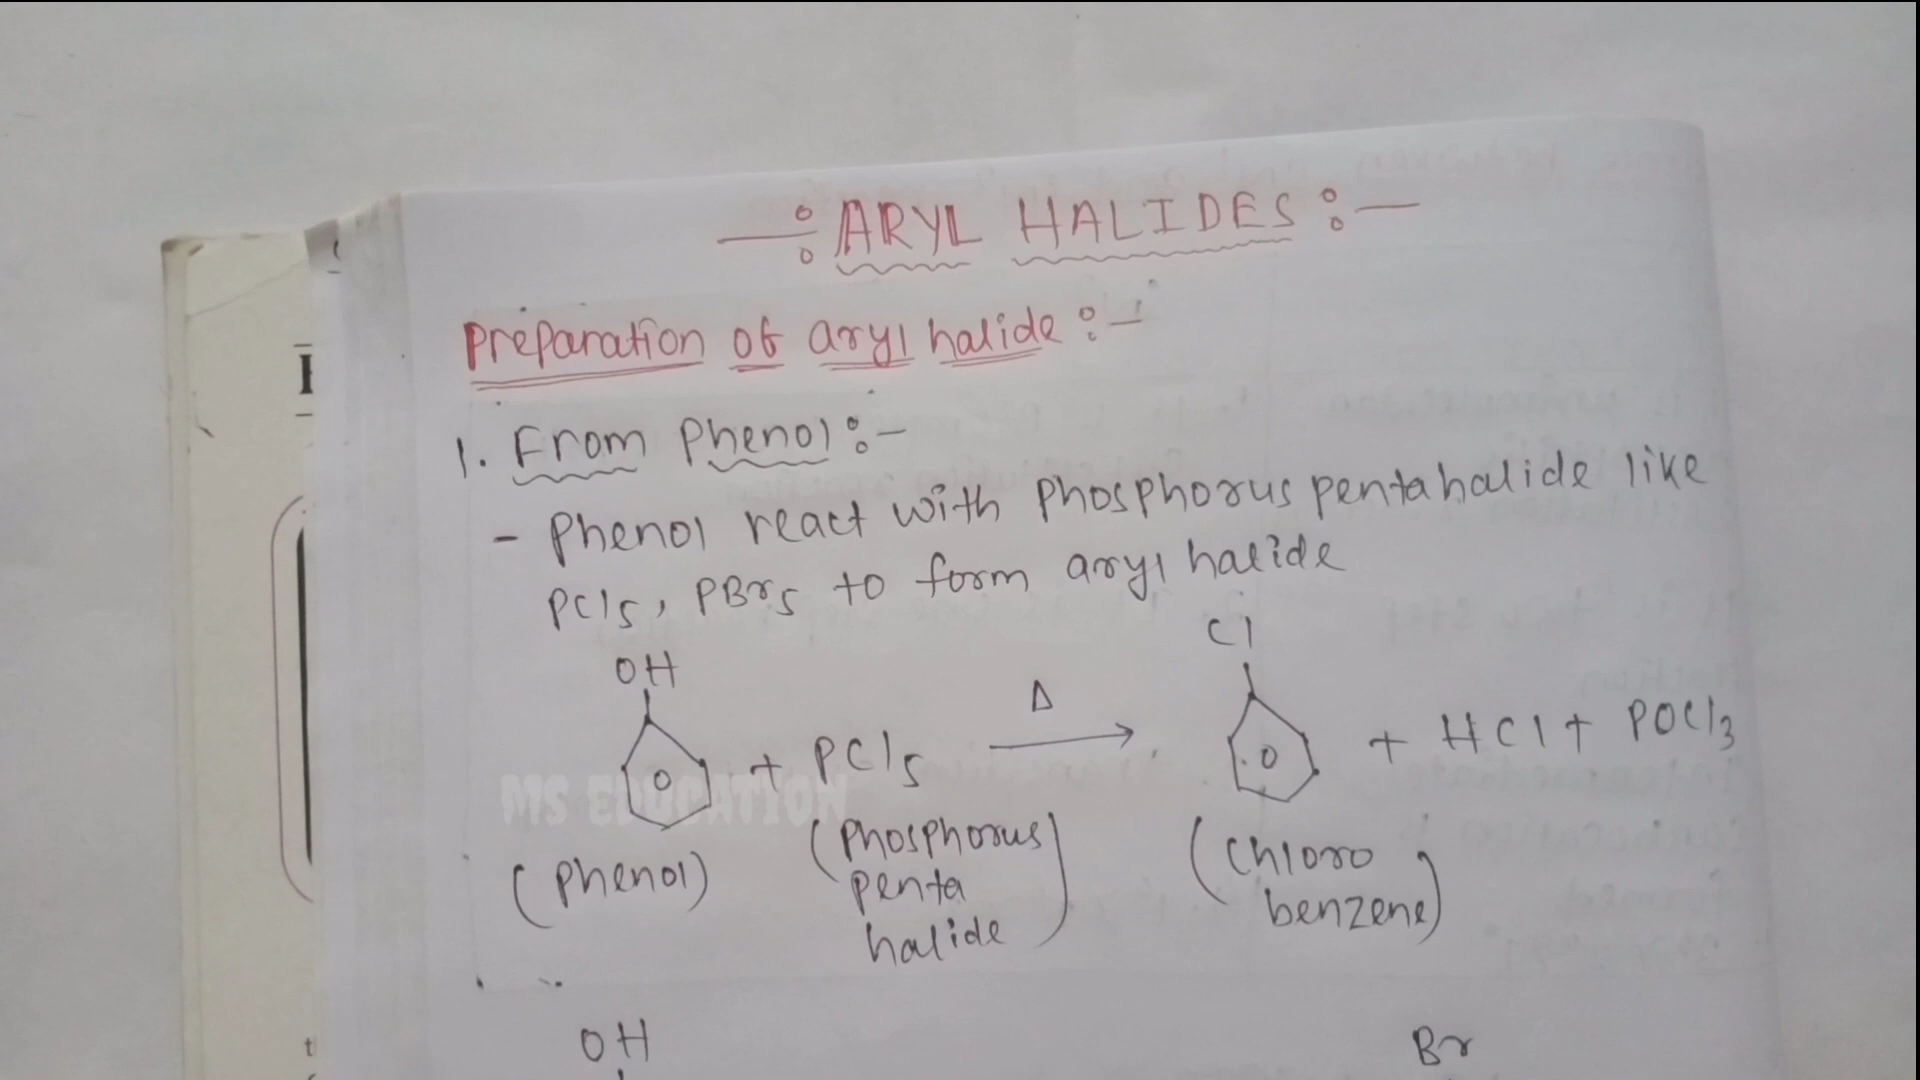 —: ARYL HALIDES :—
Preparation of aryl halide :-
1. From Phenol :-
- Phenol react with Phosphorus pentahalide like
PCl5, PBr5 to form aryl halide
OH
Cl
+ PCl5 Δ → + HCl + POCl3
MS EDUCATION
(Phenol) (Phosphorus penta halide) (Chloro benzene)
OH
Br